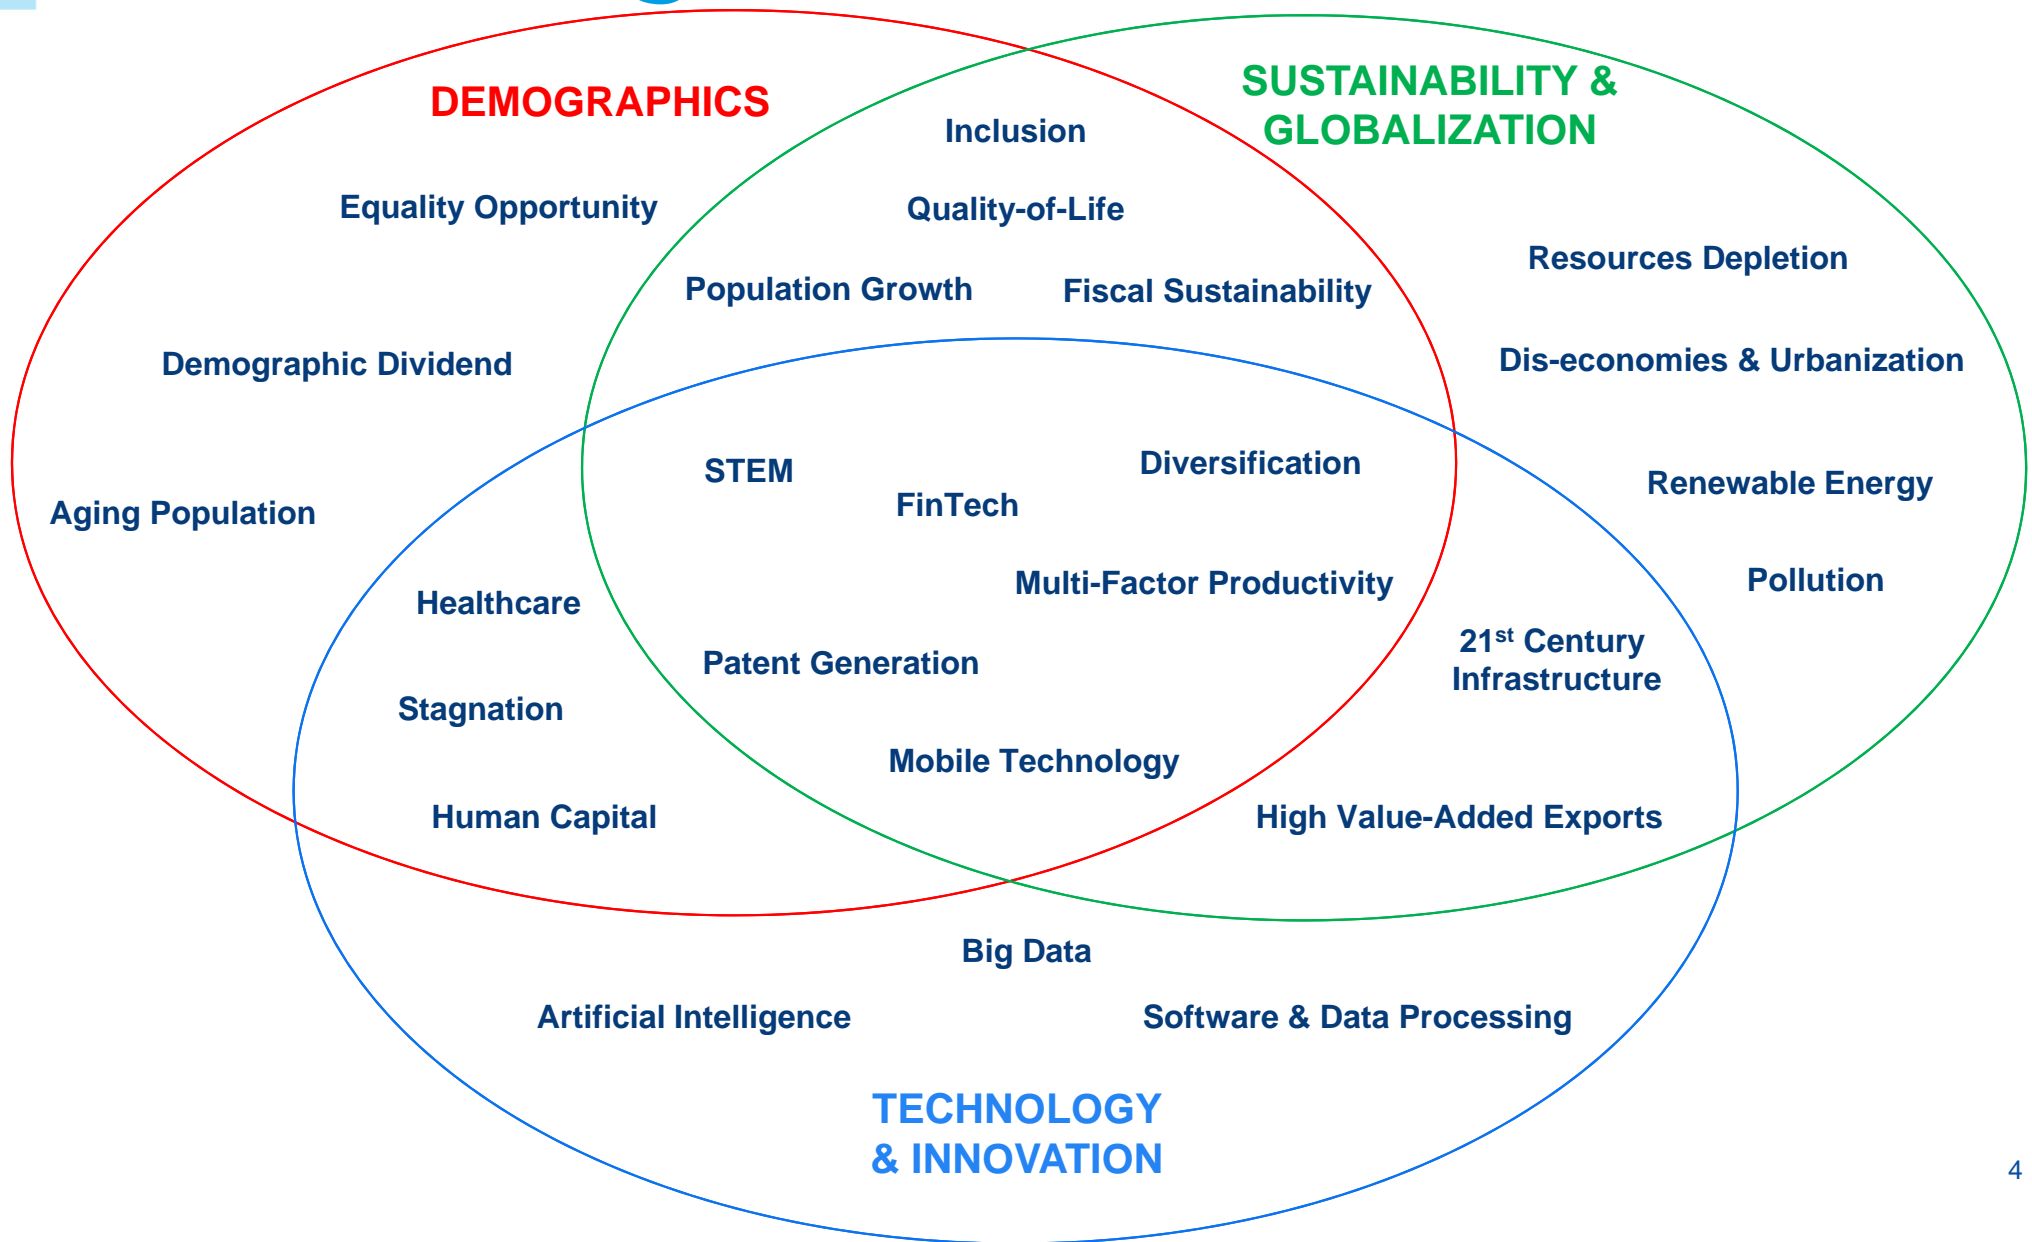 DEMOGRAPHICS
SUSTAINABILITY &
GLOBALIZATION
Inclusion
Equality Opportunity
Quality-of-Life
Resources Depletion
Population Growth
Fiscal Sustainability
Demographic Dividend
Dis-economies & Urbanization
STEM
Diversification
Renewable Energy
Aging Population
FinTech
Healthcare
Multi-Factor Productivity
Pollution
21st Century
Infrastructure
Patent Generation
Stagnation
Mobile Technology
Human Capital
High Value-Added Exports
Big Data
Artificial Intelligence
Software & Data Processing
TECHNOLOGY
& INNOVATION
4